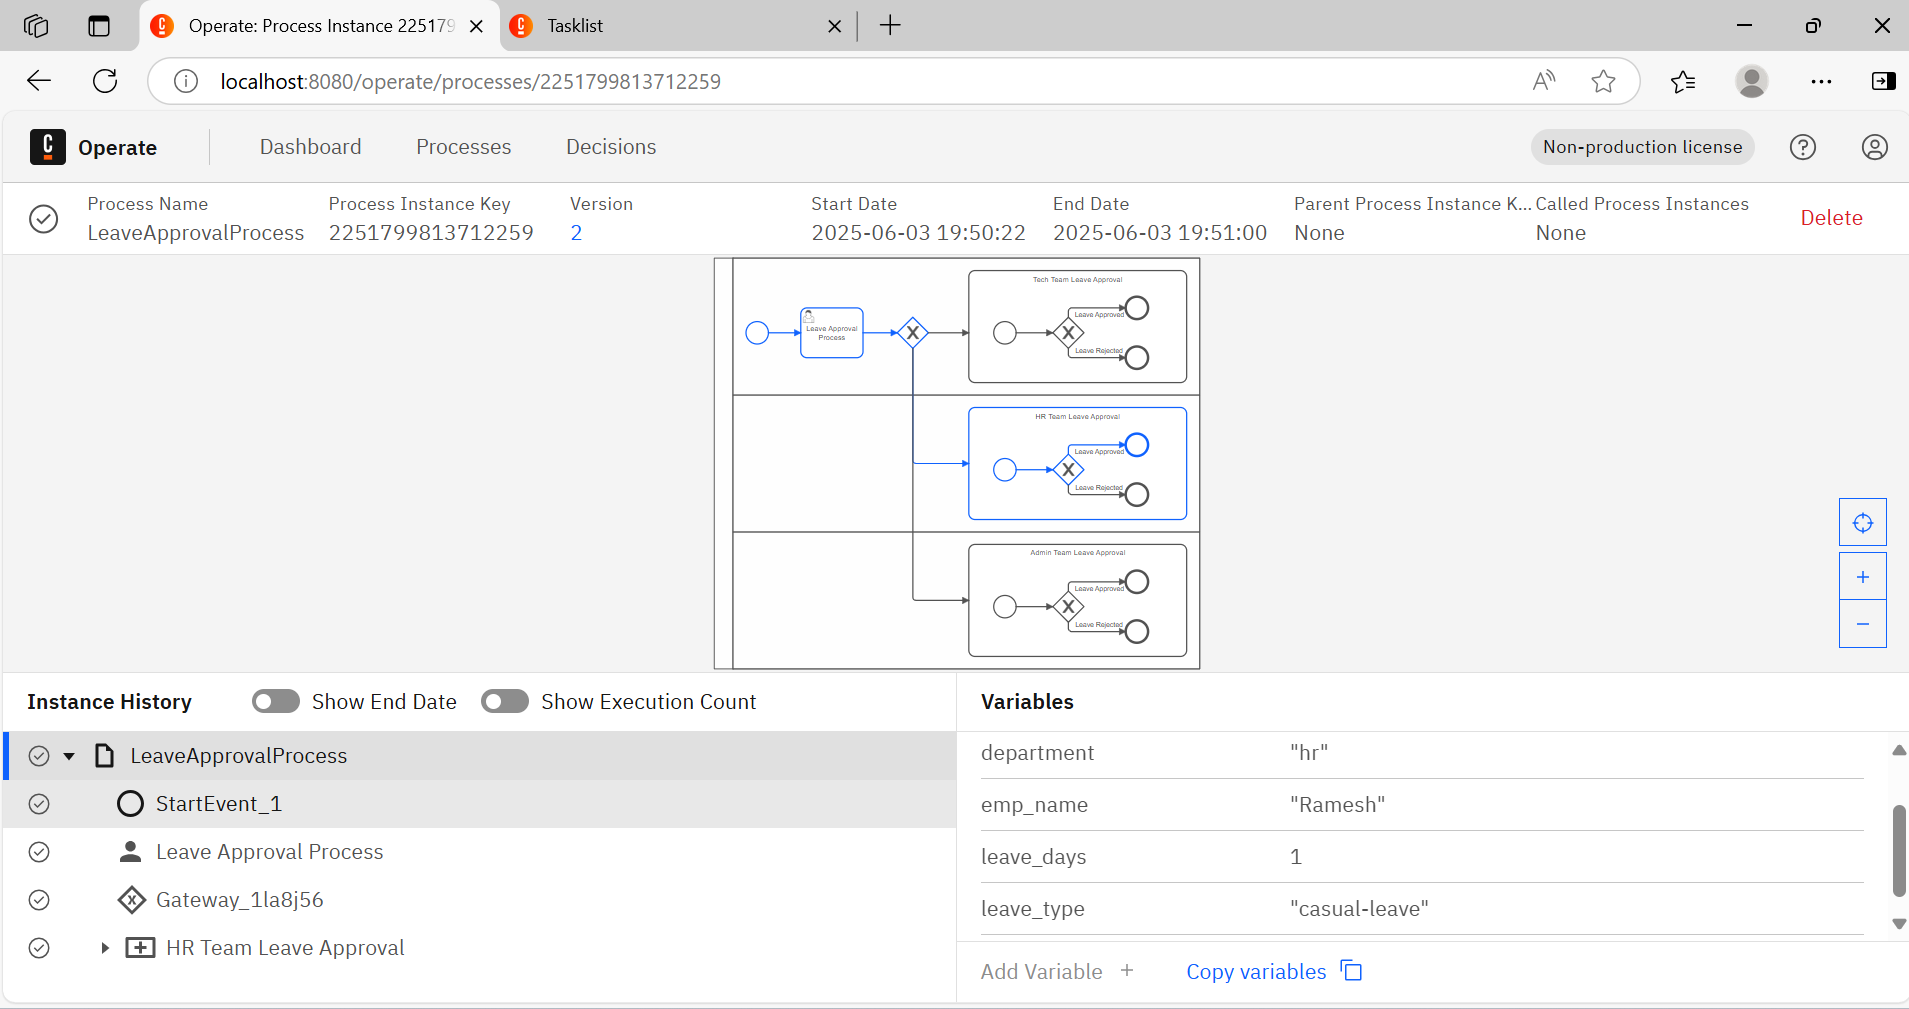 Operate: Process Instance 225179
Tasklist
localhost:8080/operate/processes/2251799813712259
Operate
Dashboard
Processes
Decisions
Non-production license
Process Name
Process Instance Key
Version
Start Date
End Date
Parent Process Instance K...
Called Process Instances
LeaveApprovalProcess
2251799813712259
2
2025-06-03 19:50:22
2025-06-03 19:51:00
None
None
Delete
Tech Team Leave Approval
Leave Approved
Leave Approval
Process
Leave Rejected
HR Team Leave Approval
Leave Approved
Leave Rejected
Admin Team Leave Approval
Leave Approved
Leave Rejected
Instance History
Show End Date
Show Execution Count
LeaveApprovalProcess
StartEvent_1
Leave Approval Process
Gateway_1la8j56
HR Team Leave Approval
Variables
department "hr"
emp_name "Ramesh"
leave_days 1
leave_type "casual-leave"
Add Variable +
Copy variables